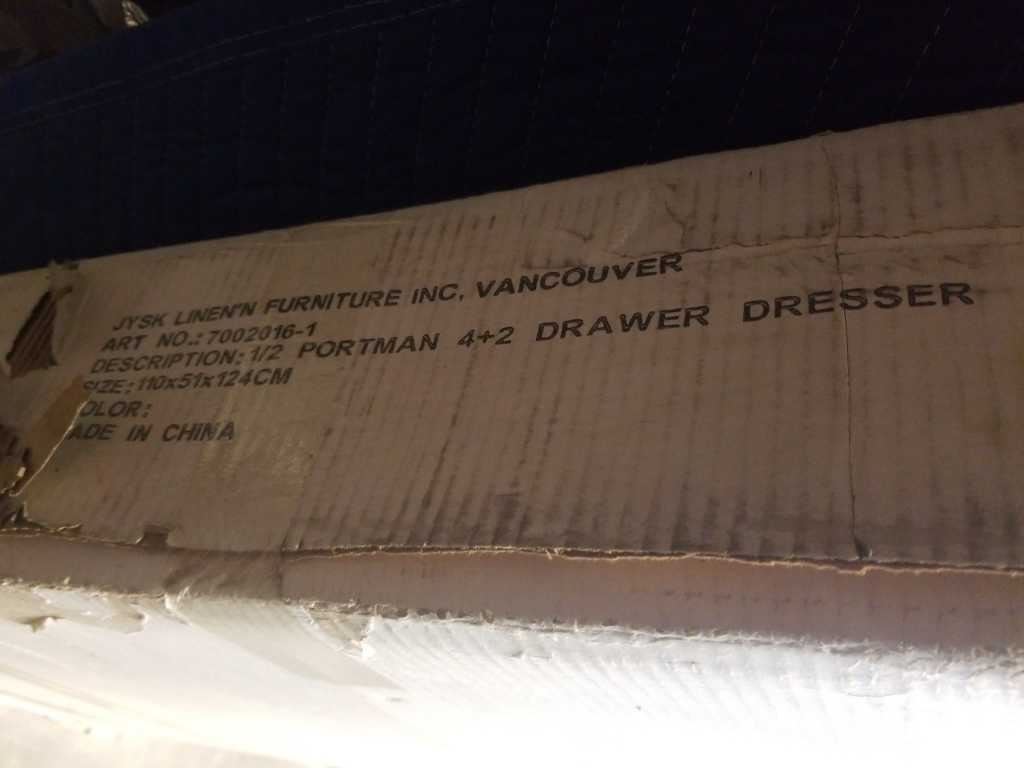 JYSK LINEN'N FURNITURE INC, VANCOUVER
ART NO.: 7002016-1
DESCRIPTION: 1/2 PORTMAN 4+2 DRAWER DRESSER
SIZE: 110x51x124CM
OLOR:
ADE IN CHINA